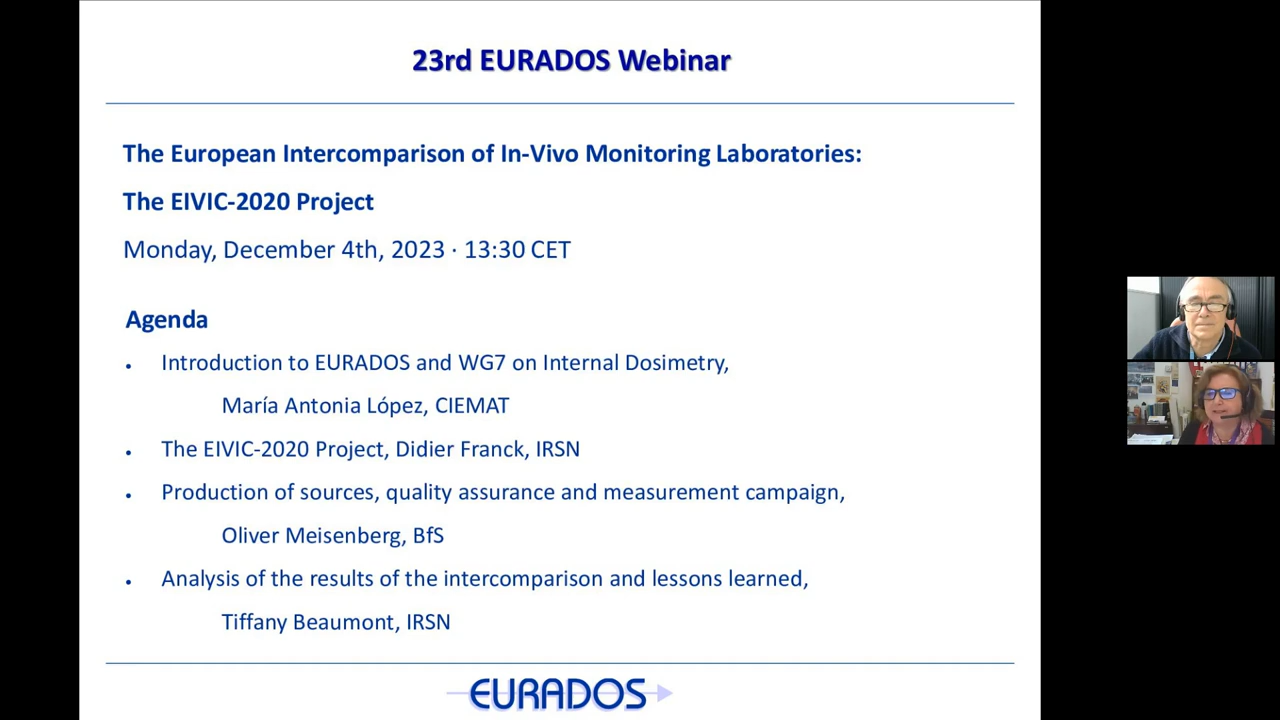 23rd EURADOS Webinar
The European Intercomparison of In-Vivo Monitoring Laboratories:
The EIVIC-2020 Project
Monday, December 4th, 2023 · 13:30 CET
Agenda
• Introduction to EURADOS and WG7 on Internal Dosimetry,
María Antonia López, CIEMAT
• The EIVIC-2020 Project, Didier Franck, IRSN
• Production of sources, quality assurance and measurement campaign,
Oliver Meisenberg, BfS
• Analysis of the results of the intercomparison and lessons learned,
Tiffany Beaumont, IRSN
EURADOS